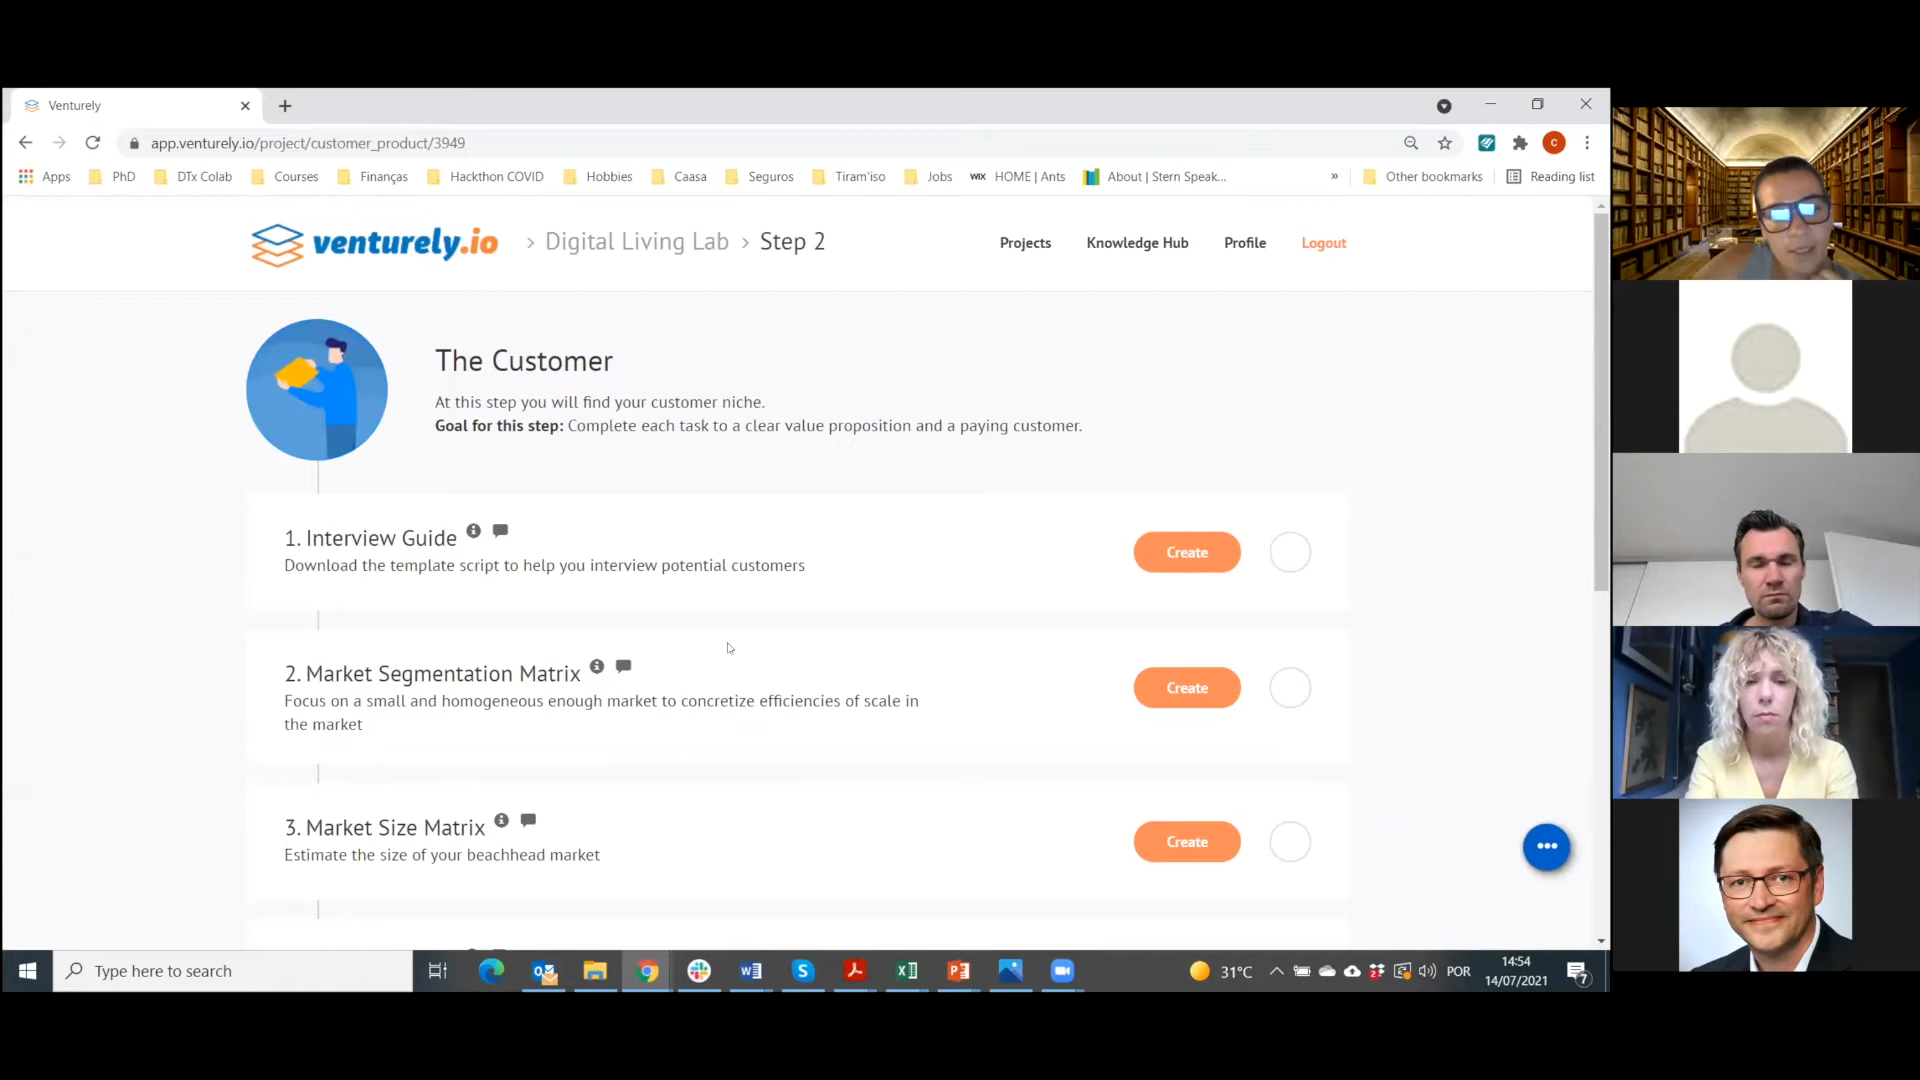 Venturely
app.venturely.io/project/customer_product/3949
C
Apps PhD DTx Colab Courses Finanças Hackthon COVID Hobbies Caasa Seguros Tiram'iso Jobs WIX HOME | Ants About | Stern Speak... » Other bookmarks Reading list
venturely.io › Digital Living Lab › Step 2
Projects Knowledge Hub Profile Logout
The Customer
At this step you will find your customer niche.
Goal for this step: Complete each task to a clear value proposition and a paying customer.
1. Interview Guide
Download the template script to help you interview potential customers
Create
2. Market Segmentation Matrix
Focus on a small and homogeneous enough market to concretize efficiencies of scale in
the market
Create
3. Market Size Matrix
Estimate the size of your beachhead market
Create
Type here to search
31°C
POR
14:54
14/07/2021
7